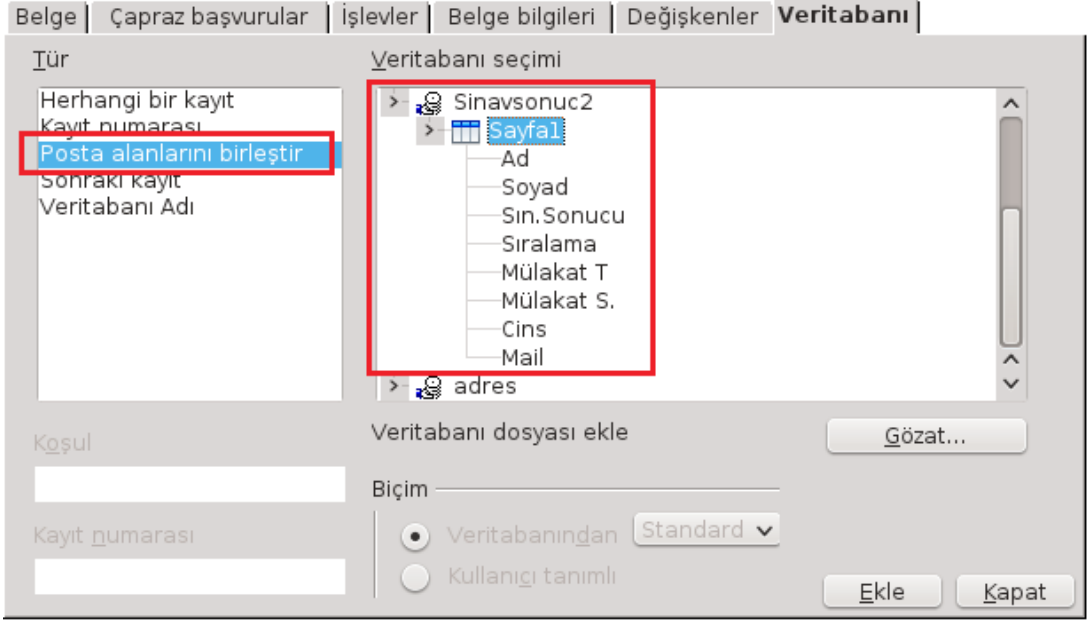 Belge Çapraz başvurular İşlevler Belge bilgileri Değişkenler Veritabanı
Tür
Herhangi bir kayıt
Kayıt numarası
Posta alanlarını birleştir
Sonraki kayıt
Veritabanı Adı
Veritabanı seçimi
Sinavsonuc2
Sayfa1
Ad
Soyad
Sın.Sonucu
Sıralama
Mülakat T
Mülakat S.
Cins
Mail
adres
Koşul
Kayıt numarası
Veritabanı dosyası ekle
Gözat...
Biçim
Veritabanından Standard
Kullanıcı tanımlı
Ekle Kapat